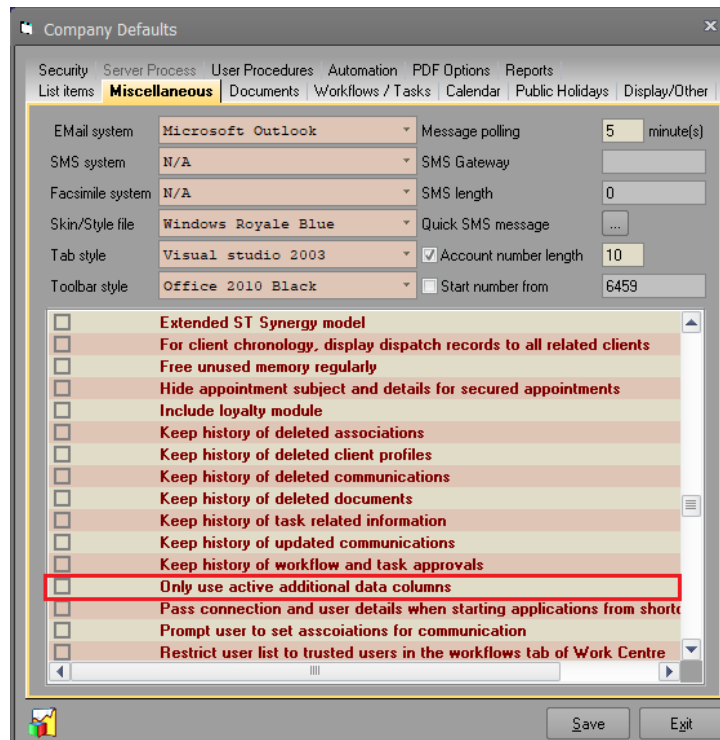 Company Defaults
Security Server Process User Procedures Automation PDF Options Reports
List items Miscellaneous Documents Workflows / Tasks Calendar Public Holidays Display/Other
EMail system Microsoft Outlook Message polling 5 minute(s)
SMS system N/A SMS Gateway
Facsimile system N/A SMS length 0
Skin/Style file Windows Royale Blue Quick SMS message ...
Tab style Visual studio 2003 Account number length 10
Toolbar style Office 2010 Black Start number from 6459
Extended ST Synergy model
For client chronology, display dispatch records to all related clients
Free unused memory regularly
Hide appointment subject and details for secured appointments
Include loyalty module
Keep history of deleted associations
Keep history of deleted client profiles
Keep history of deleted communications
Keep history of deleted documents
Keep history of task related information
Keep history of updated communications
Keep history of workflow and task approvals
Only use active additional data columns
Pass connection and user details when starting applications from
Prompt user to set asscoiations for communication
Restrict user list to trusted users in the workflows tab of Work Centre
Save Exit